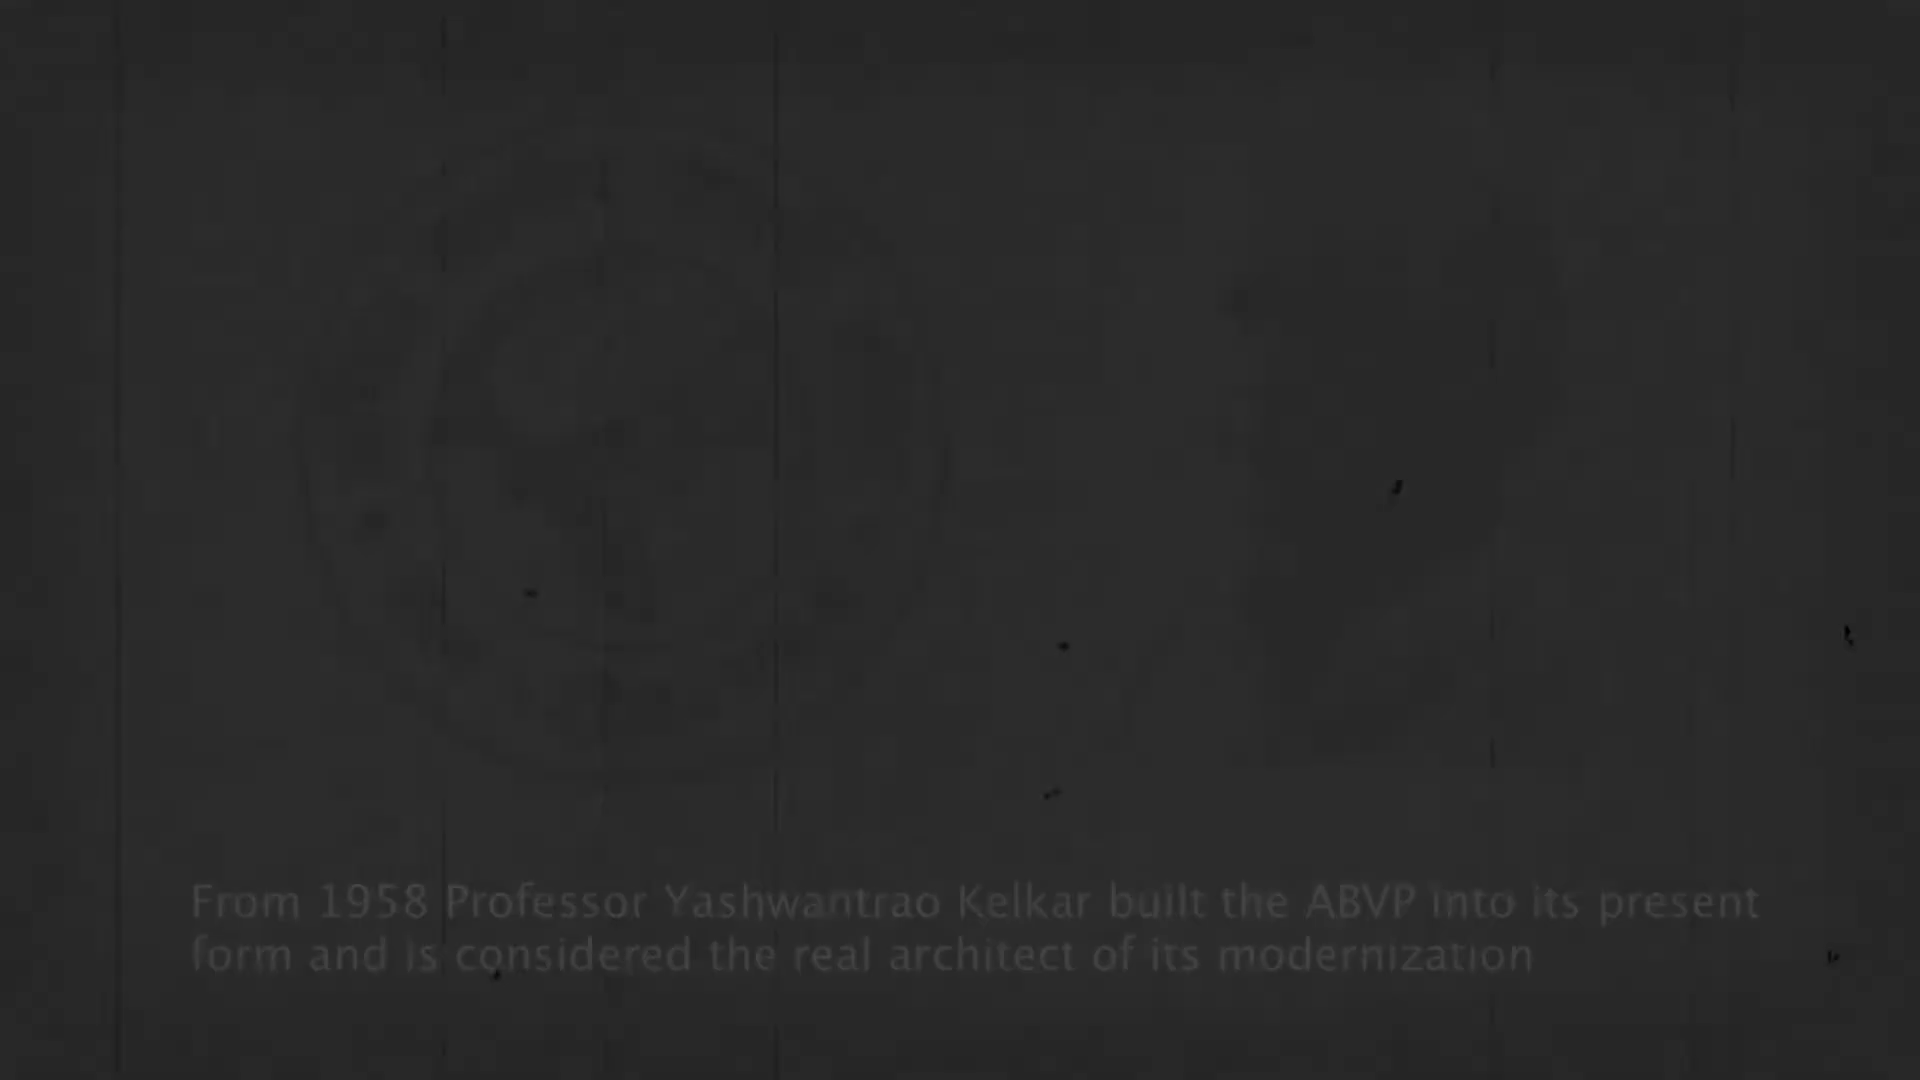 From 1958 Professor Yashwantrao Kelkar built the ABVP into its present
form and is considered the real architect of its modernization